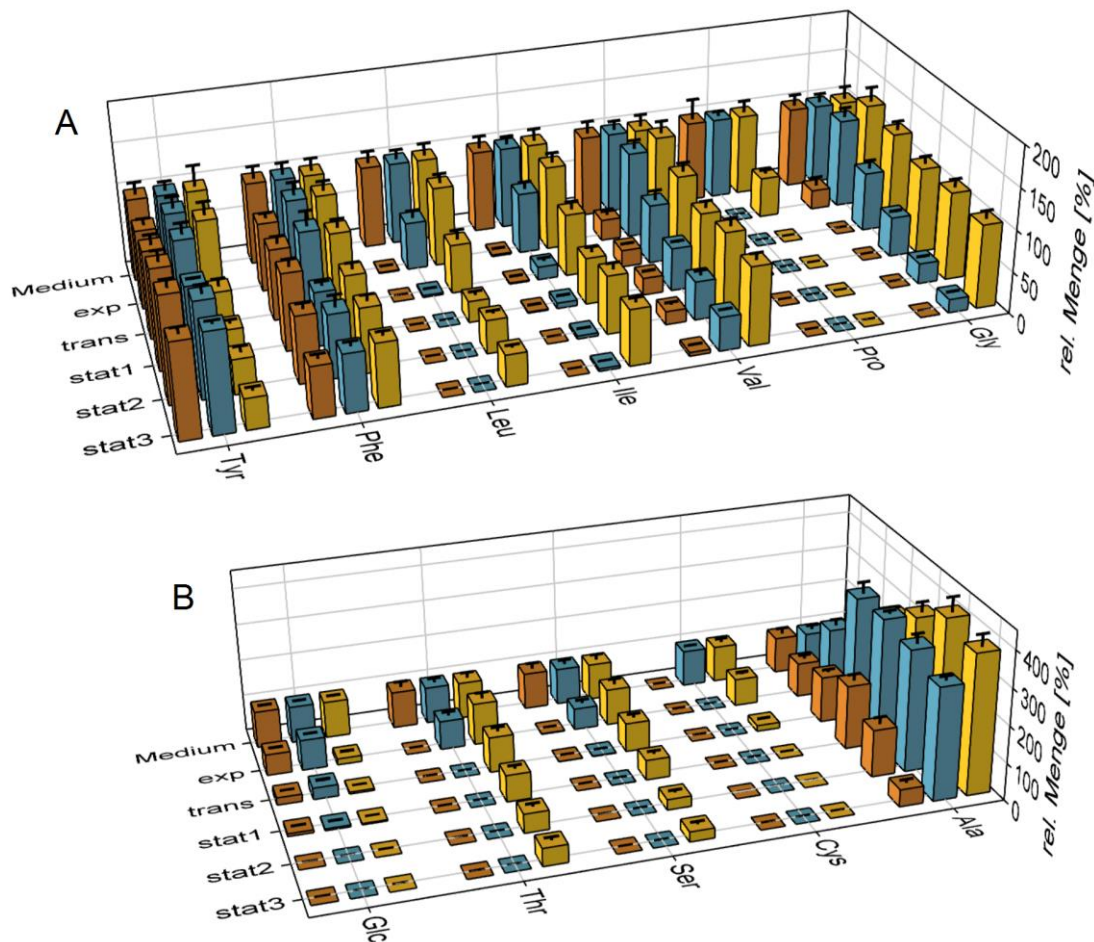 A
200
150
100
50
0
rel. Menge [%]
Medium
exp
trans
stat1
stat2
stat3
Tyr
Phe
Leu
Ile
Val
Pro
Gly
B
400
300
200
100
0
rel. Menge [%]
Medium
exp
trans
stat1
stat2
stat3
Glc
Thr
Ser
Cys
Ala